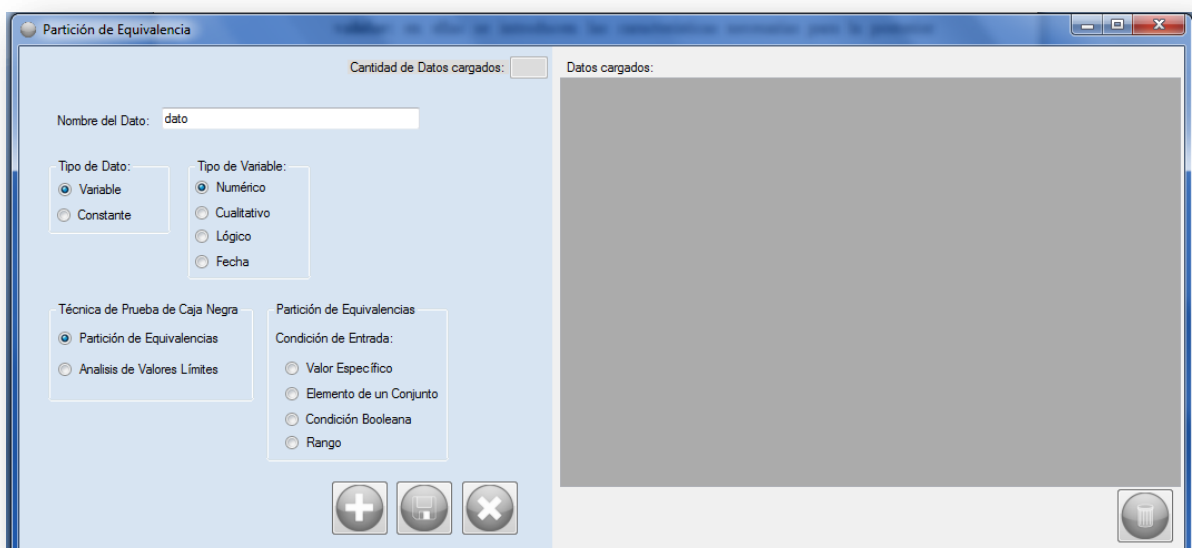 Partición de Equivalencia
Cantidad de Datos cargados:
Datos cargados:
Nombre del Dato: dato
Tipo de Dato:
Variable
Constante
Tipo de Variable:
Numérico
Cualitativo
Lógico
Fecha
Técnica de Prueba de Caja Negra
Partición de Equivalencias
Analisis de Valores Límites
Partición de Equivalencias
Condición de Entrada:
Valor Específico
Elemento de un Conjunto
Condición Booleana
Rango